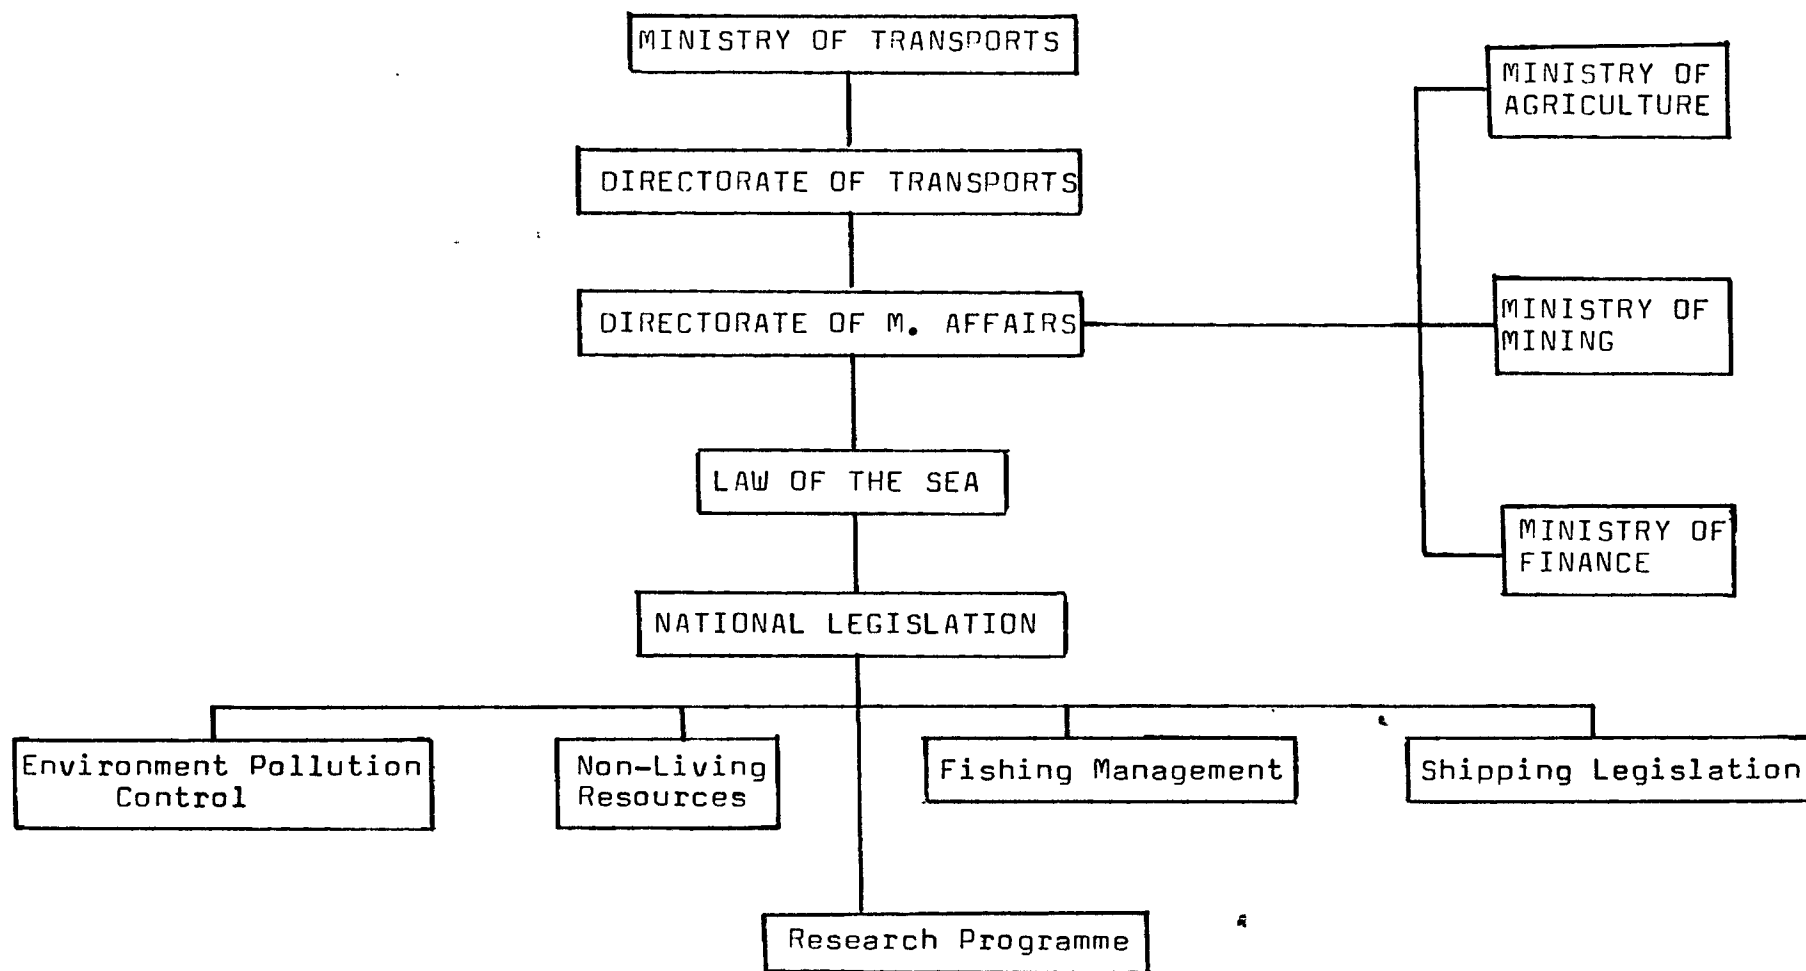 MINISTRY OF TRANSPORTS
MINISTRY OF
AGRICULTURE
DIRECTORATE OF TRANSPORTS
DIRECTORATE OF M. AFFAIRS
MINISTRY OF
MINING
LAW OF THE SEA
MINISTRY OF
FINANCE
NATIONAL LEGISLATION
Environment Pollution
Control
Non-Living
Resources
Fishing Management
Shipping Legislation
Research Programme